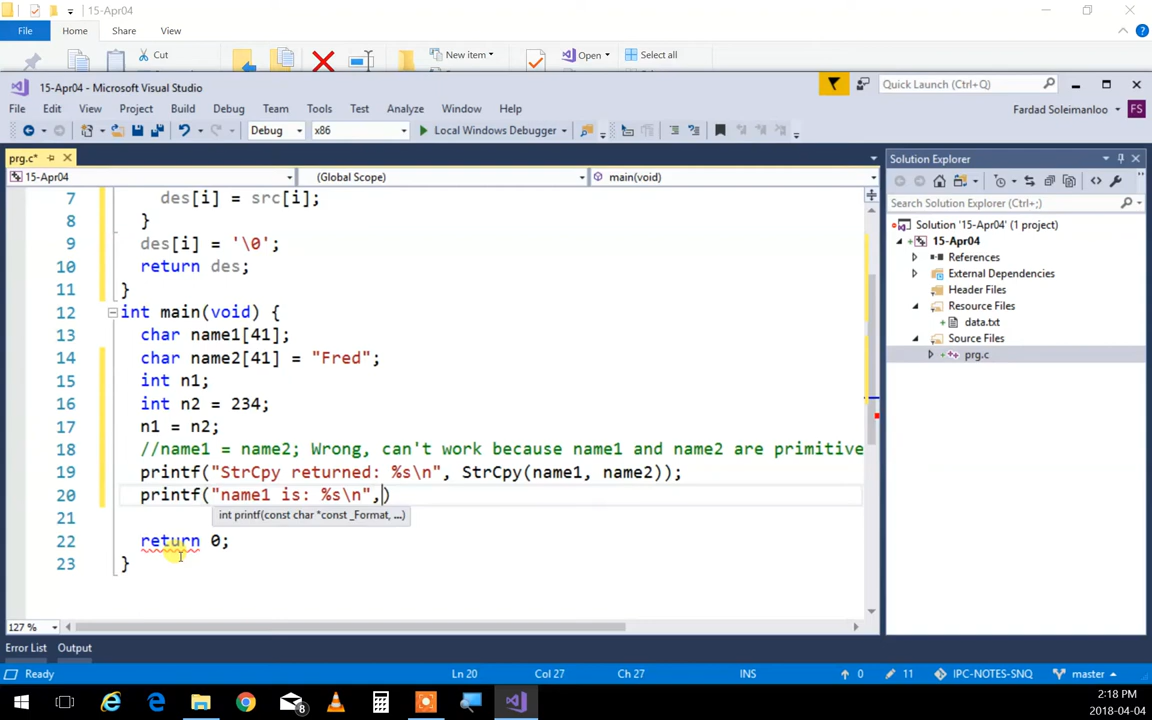 15-Apr04
File Home Share View
Cut New item Open Select all
15-Apr04 - Microsoft Visual Studio
Quick Launch (Ctrl+Q)
File Edit View Project Build Debug Team Tools Test Analyze Window Help
Fardad Soleimanloo FS
Debug x86 Local Windows Debugger
prg.c*
15-Apr04 (Global Scope) main(void)
7 des[i] = src[i];
8 }
9 des[i] = '\0';
10 return des;
11 }
12 int main(void) {
13 char name1[41];
14 char name2[41] = "Fred";
15 int n1;
16 int n2 = 234;
17 n1 = n2;
18 //name1 = name2; Wrong, can't work because name1 and name2 are primitive
19 printf("StrCpy returned: %s\n", StrCpy(name1, name2));
20 printf("name1 is: %s\n",)
int printf(const char *const _Format, ...)
21
22 return 0;
23 }
127 %
Solution Explorer
Search Solution Explorer (Ctrl+;)
Solution '15-Apr04' (1 project)
15-Apr04
References
External Dependencies
Header Files
Resource Files
data.txt
Source Files
prg.c
Error List Output
Ready Ln 20 Col 27 Ch 27 INS 0 11 IPC-NOTES-SNQ master
8
2:18 PM
2018-04-04